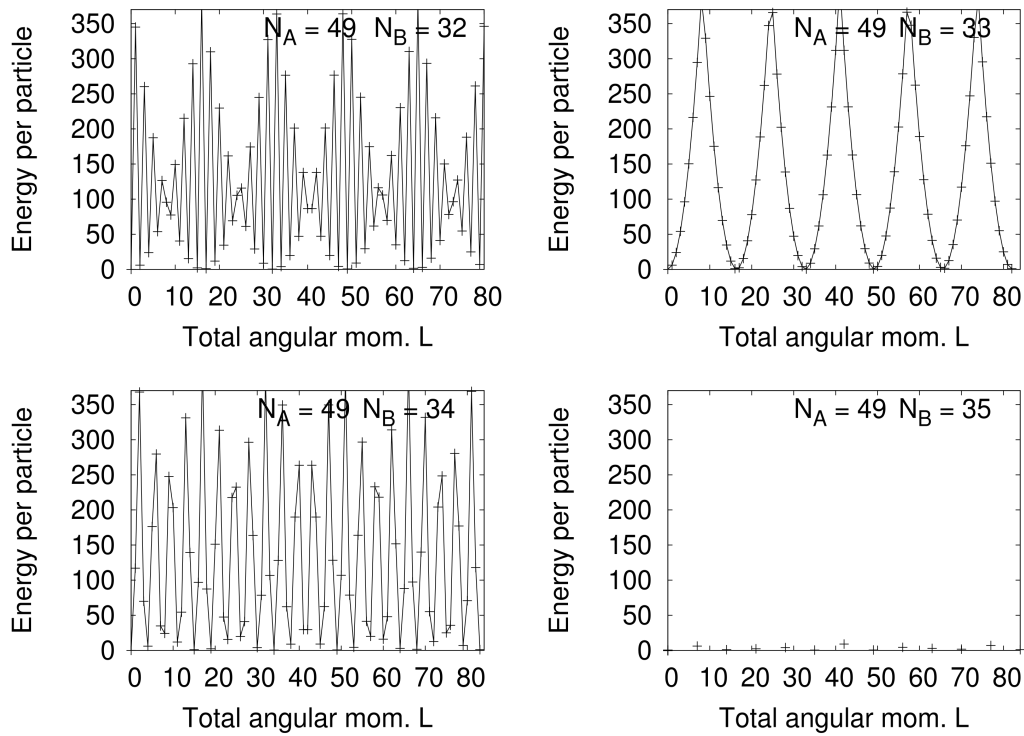 Energy per particle
350
300
250
200
150
100
50
0
N_A = 49 N_B = 32
0 10 20 30 40 50 60 70 80
Total angular mom. L
Energy per particle
350
300
250
200
150
100
50
0
N_A = 49 N_B = 33
0 10 20 30 40 50 60 70 80
Total angular mom. L
Energy per particle
350
300
250
200
150
100
50
0
N_A = 49 N_B = 34
0 10 20 30 40 50 60 70 80
Total angular mom. L
Energy per particle
350
300
250
200
150
100
50
0
N_A = 49 N_B = 35
0 10 20 30 40 50 60 70 80
Total angular mom. L